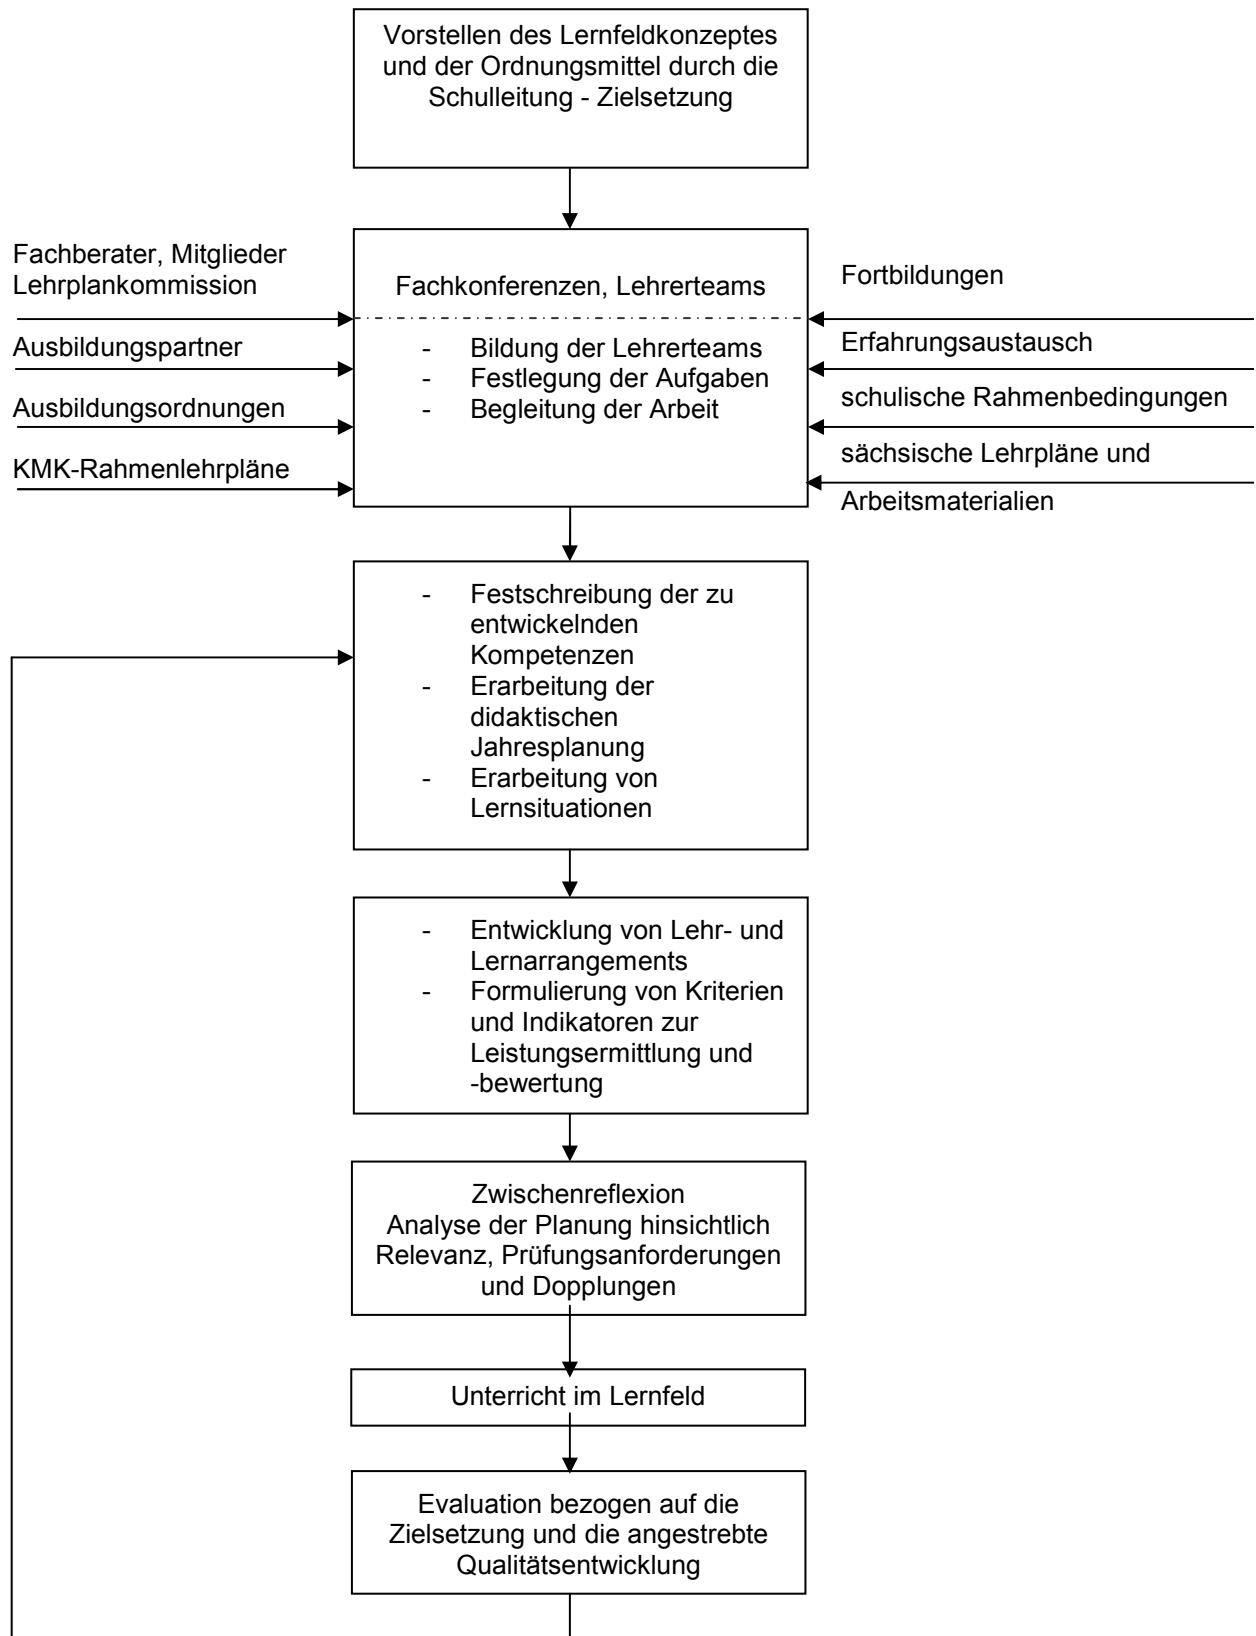 Vorstellen des Lernfeldkonzeptes
und der Ordnungsmittel durch die
Schulleitung - Zielsetzung
Fachberater, Mitglieder
Lehrplankommission
Ausbildungspartner
Ausbildungsordnungen
KMK-Rahmenlehrpläne
Fachkonferenzen, Lehrerteams
- Bildung der Lehrerteams
- Festlegung der Aufgaben
- Begleitung der Arbeit
Fortbildungen
Erfahrungsaustausch
schulische Rahmenbedingungen
sächsische Lehrpläne und
Arbeitsmaterialien
- Festschreibung der zu
entwickelnden
Kompetenzen
- Erarbeitung der
didaktischen
Jahresplanung
- Erarbeitung von
Lernsituationen
- Entwicklung von Lehr- und
Lernarrangements
- Formulierung von Kriterien
und Indikatoren zur
Leistungsermittlung und
-bewertung
Zwischenreflexion
Analyse der Planung hinsichtlich
Relevanz, Prüfungsanforderungen
und Dopplungen
Unterricht im Lernfeld
Evaluation bezogen auf die
Zielsetzung und die angestrebte
Qualitätsentwicklung